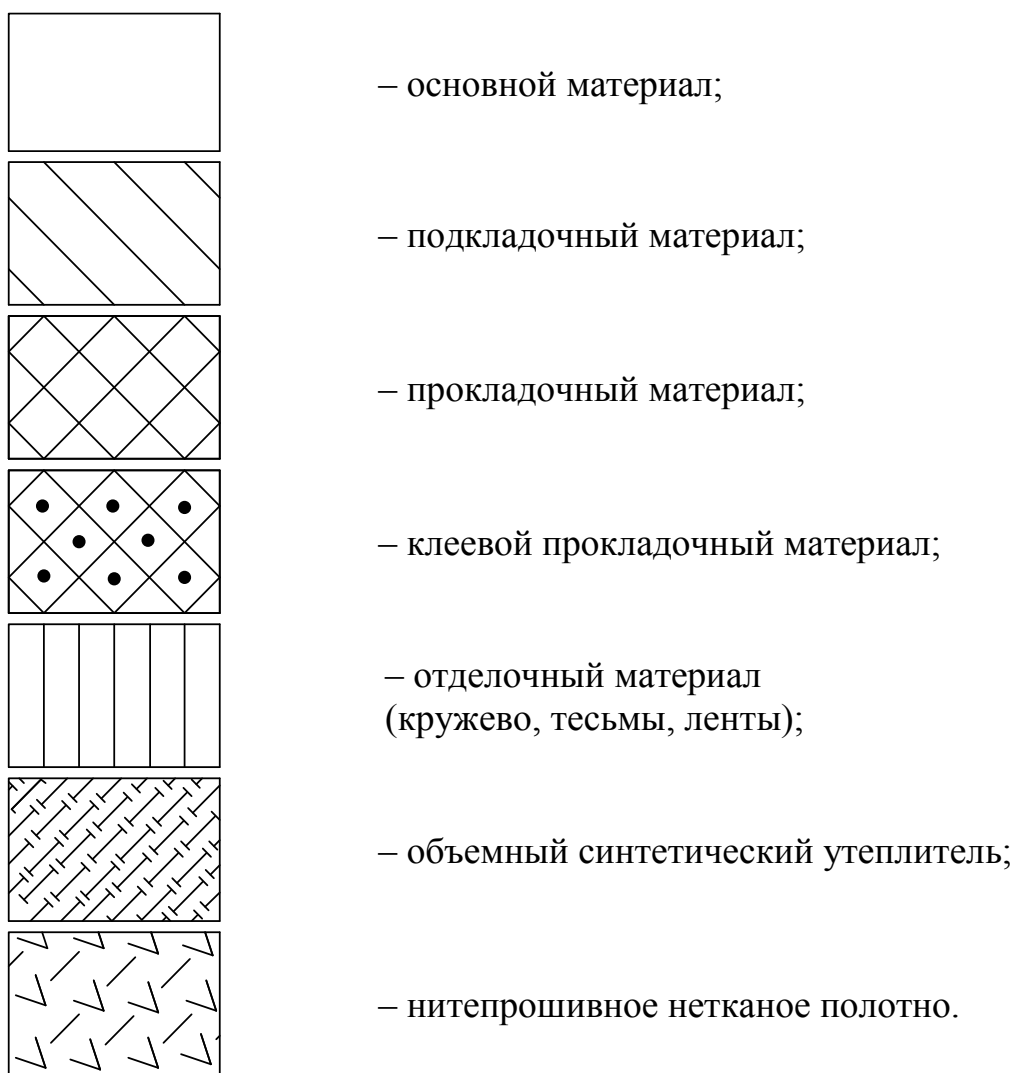 – основной материал;
– подкладочный материал;
– прокладочный материал;
– клеевой прокладочный материал;
– отделочный материал
(кружево, тесьмы, ленты);
– объемный синтетический утеплитель;
– нитепрошивное нетканое полотно.